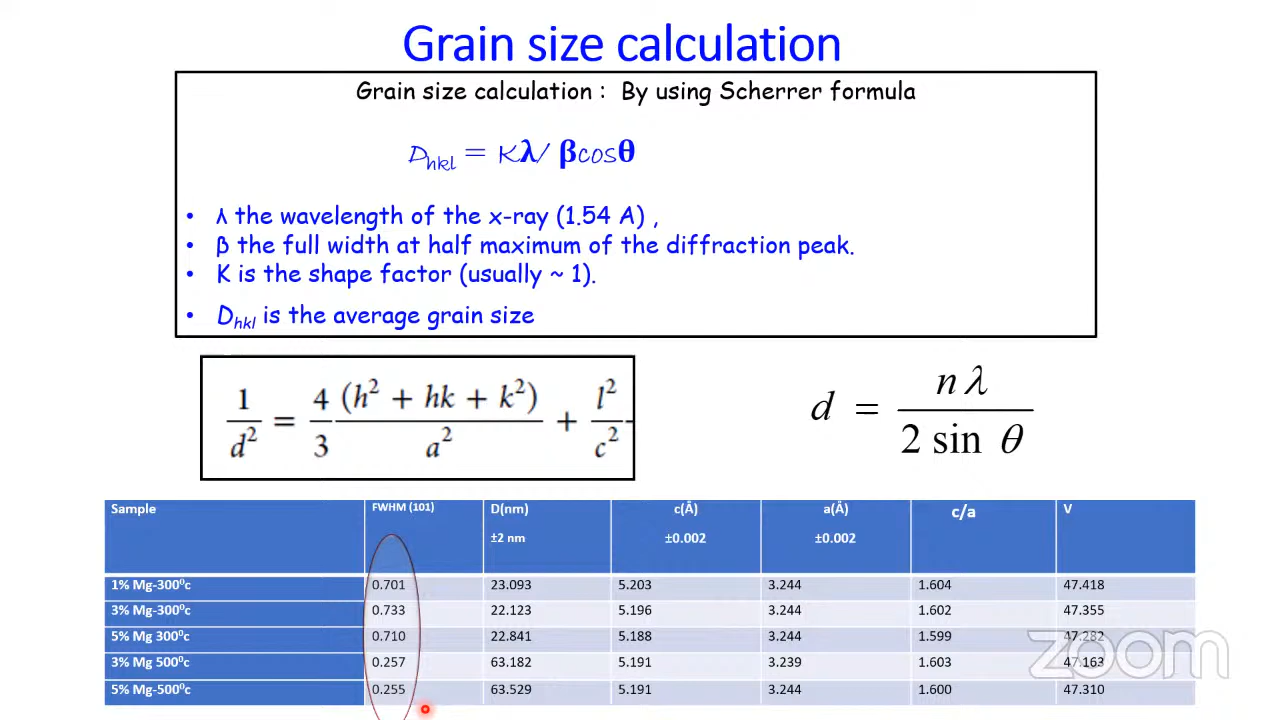 Grain size calculation
Grain size calculation : By using Scherrer formula
Dhkl = Kλ/ βcosθ
• λ the wavelength of the x-ray (1.54 A) ,
• β the full width at half maximum of the diffraction peak.
• K is the shape factor (usually ~ 1).
• Dhkl is the average grain size
1/d² = 4/3 (h² + hk + k²)/a² + l²/c²
d = nλ / 2 sin θ
Sample FWHM (101) D(nm) c(Å) a(Å) c/a V
±2 nm ±0.002 ±0.002
1% Mg-300⁰c 0.701 23.093 5.203 3.244 1.604 47.418
3% Mg-300⁰c 0.733 22.123 5.196 3.244 1.602 47.355
5% Mg 300⁰c 0.710 22.841 5.188 3.244 1.599 47.282
3% Mg 500⁰c 0.257 63.182 5.191 3.239 1.603 47.163
5% Mg-500⁰c 0.255 63.529 5.191 3.244 1.600 47.310
zoom